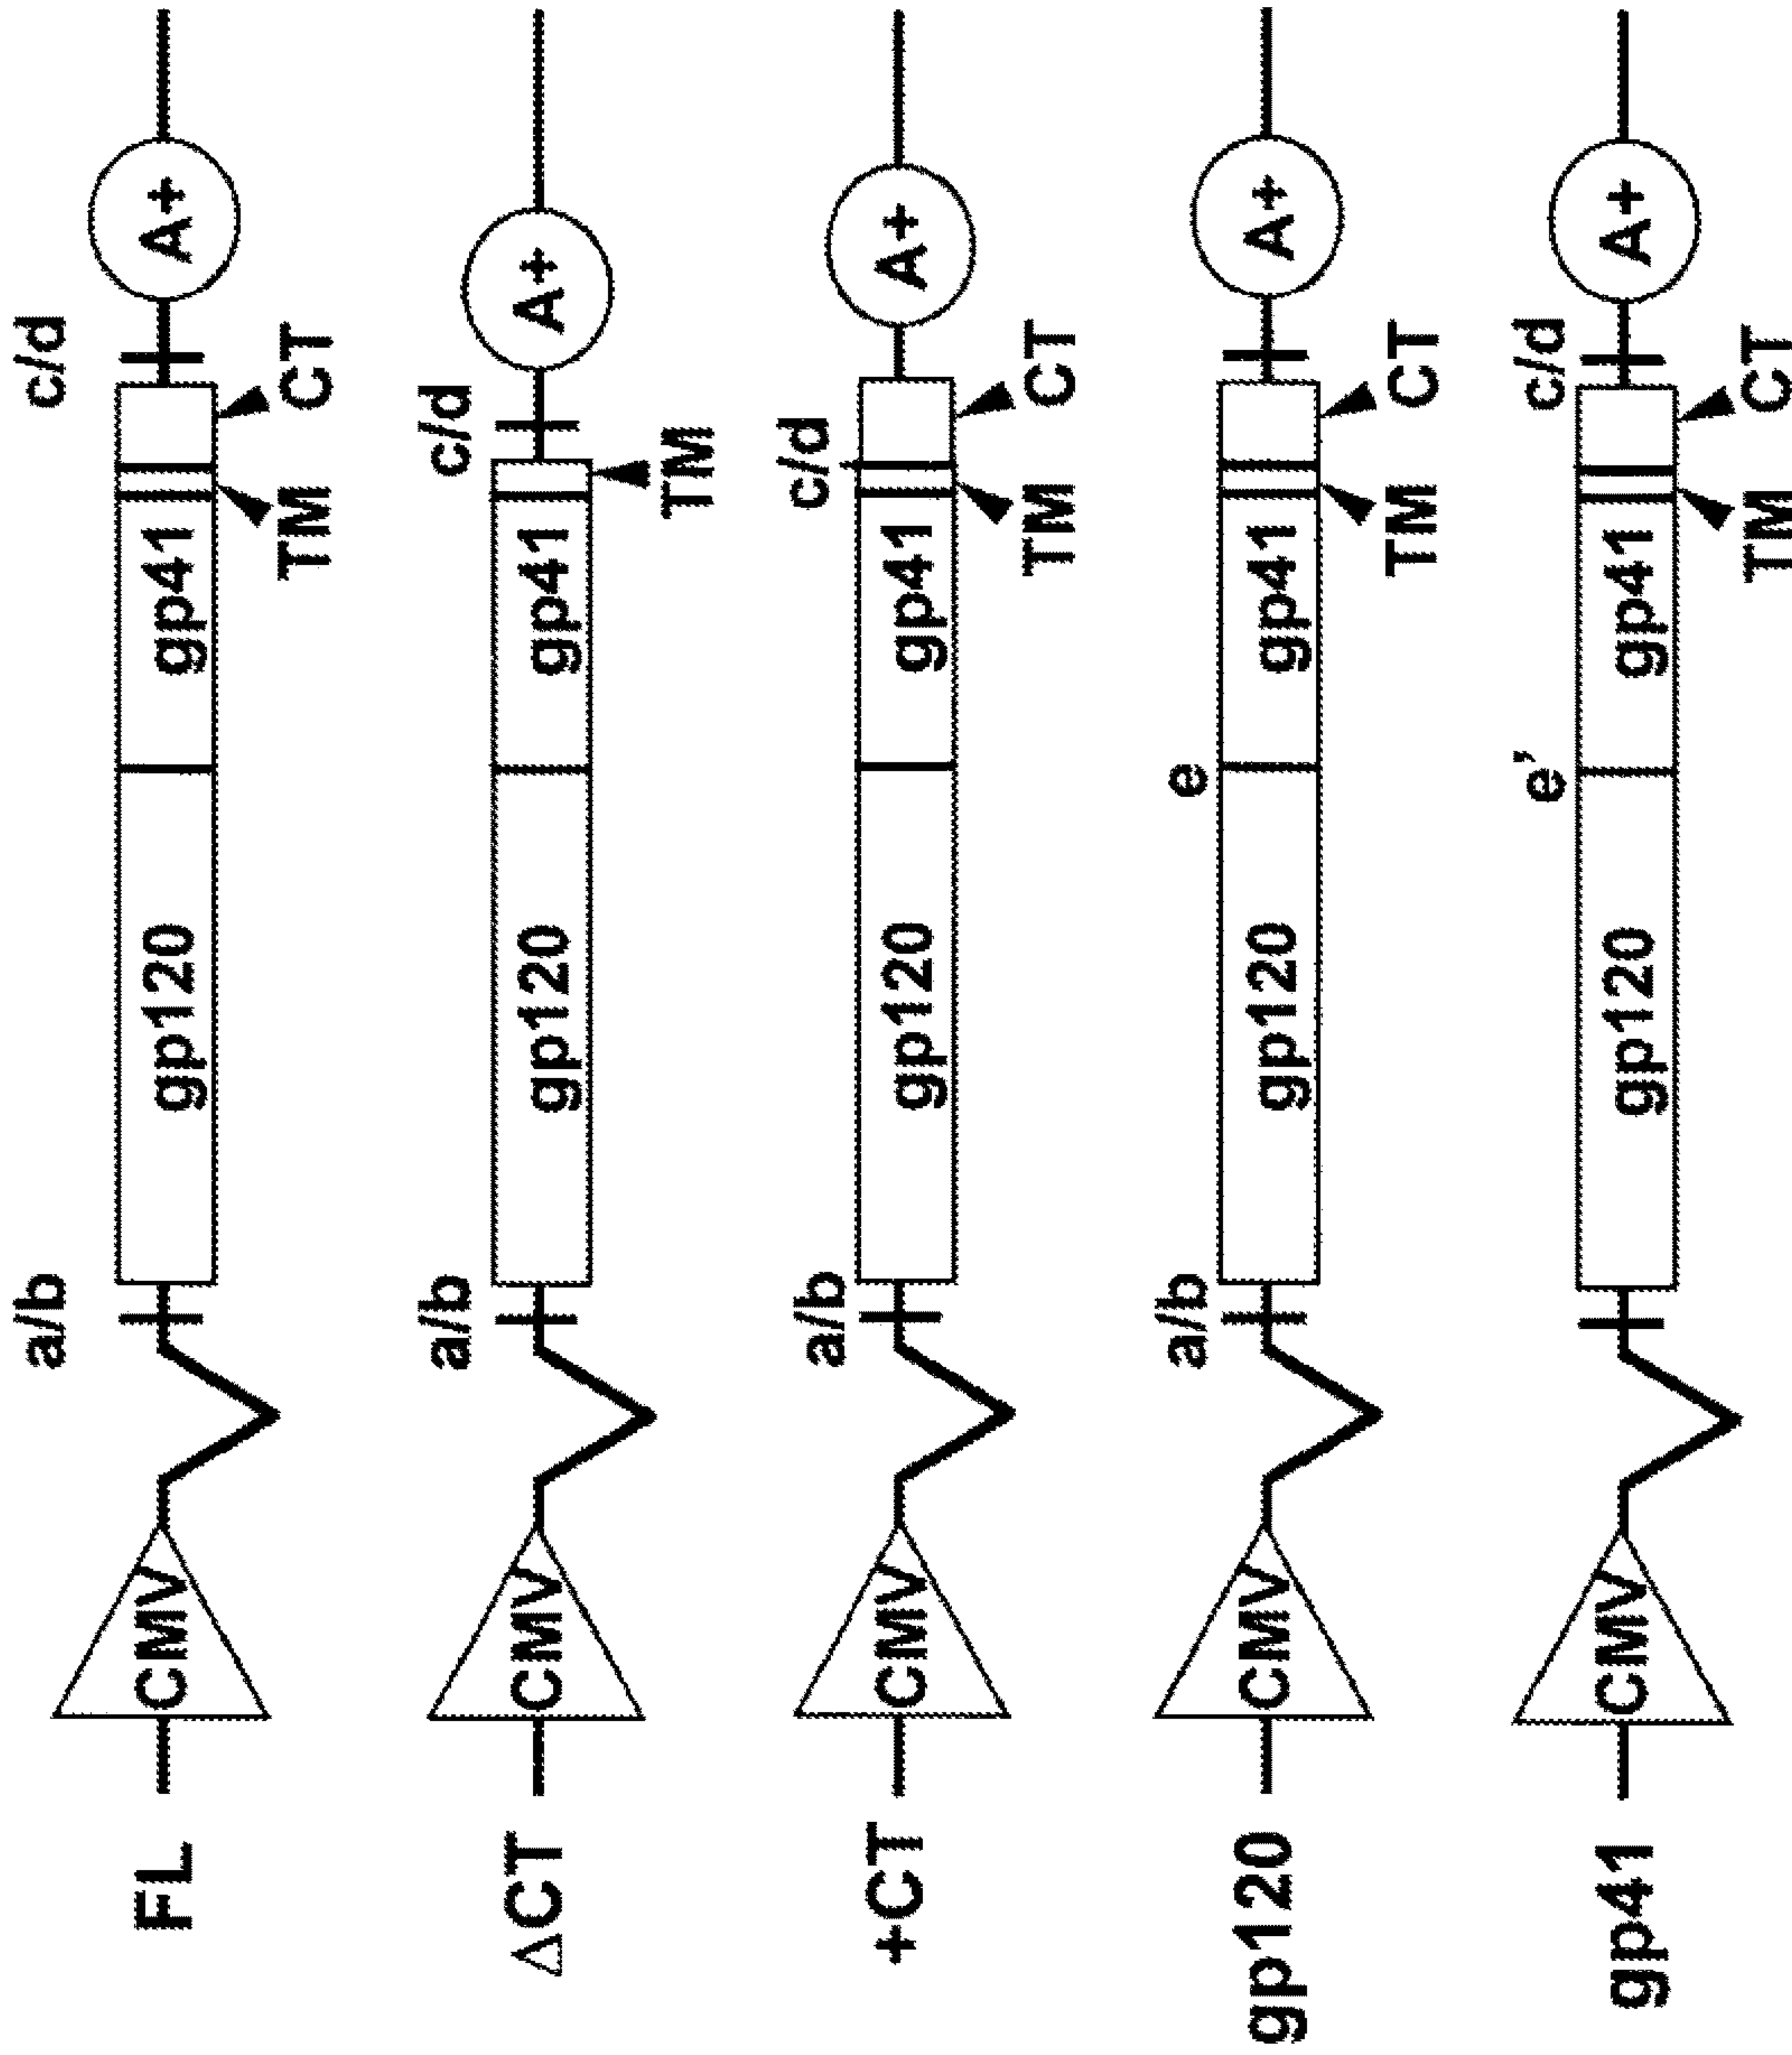 FL CMV a/b gp120 gp41 c/d A+
TM CT
ΔCT CMV a/b gp120 gp41 c/d A+
TM
+CT CMV a/b gp120 gp41 c/d A+
TM CT
gp120 CMV a/b gp120 e gp41 A+
TM CT
gp41 CMV gp120 e’ gp41 c/d A+
TM CT